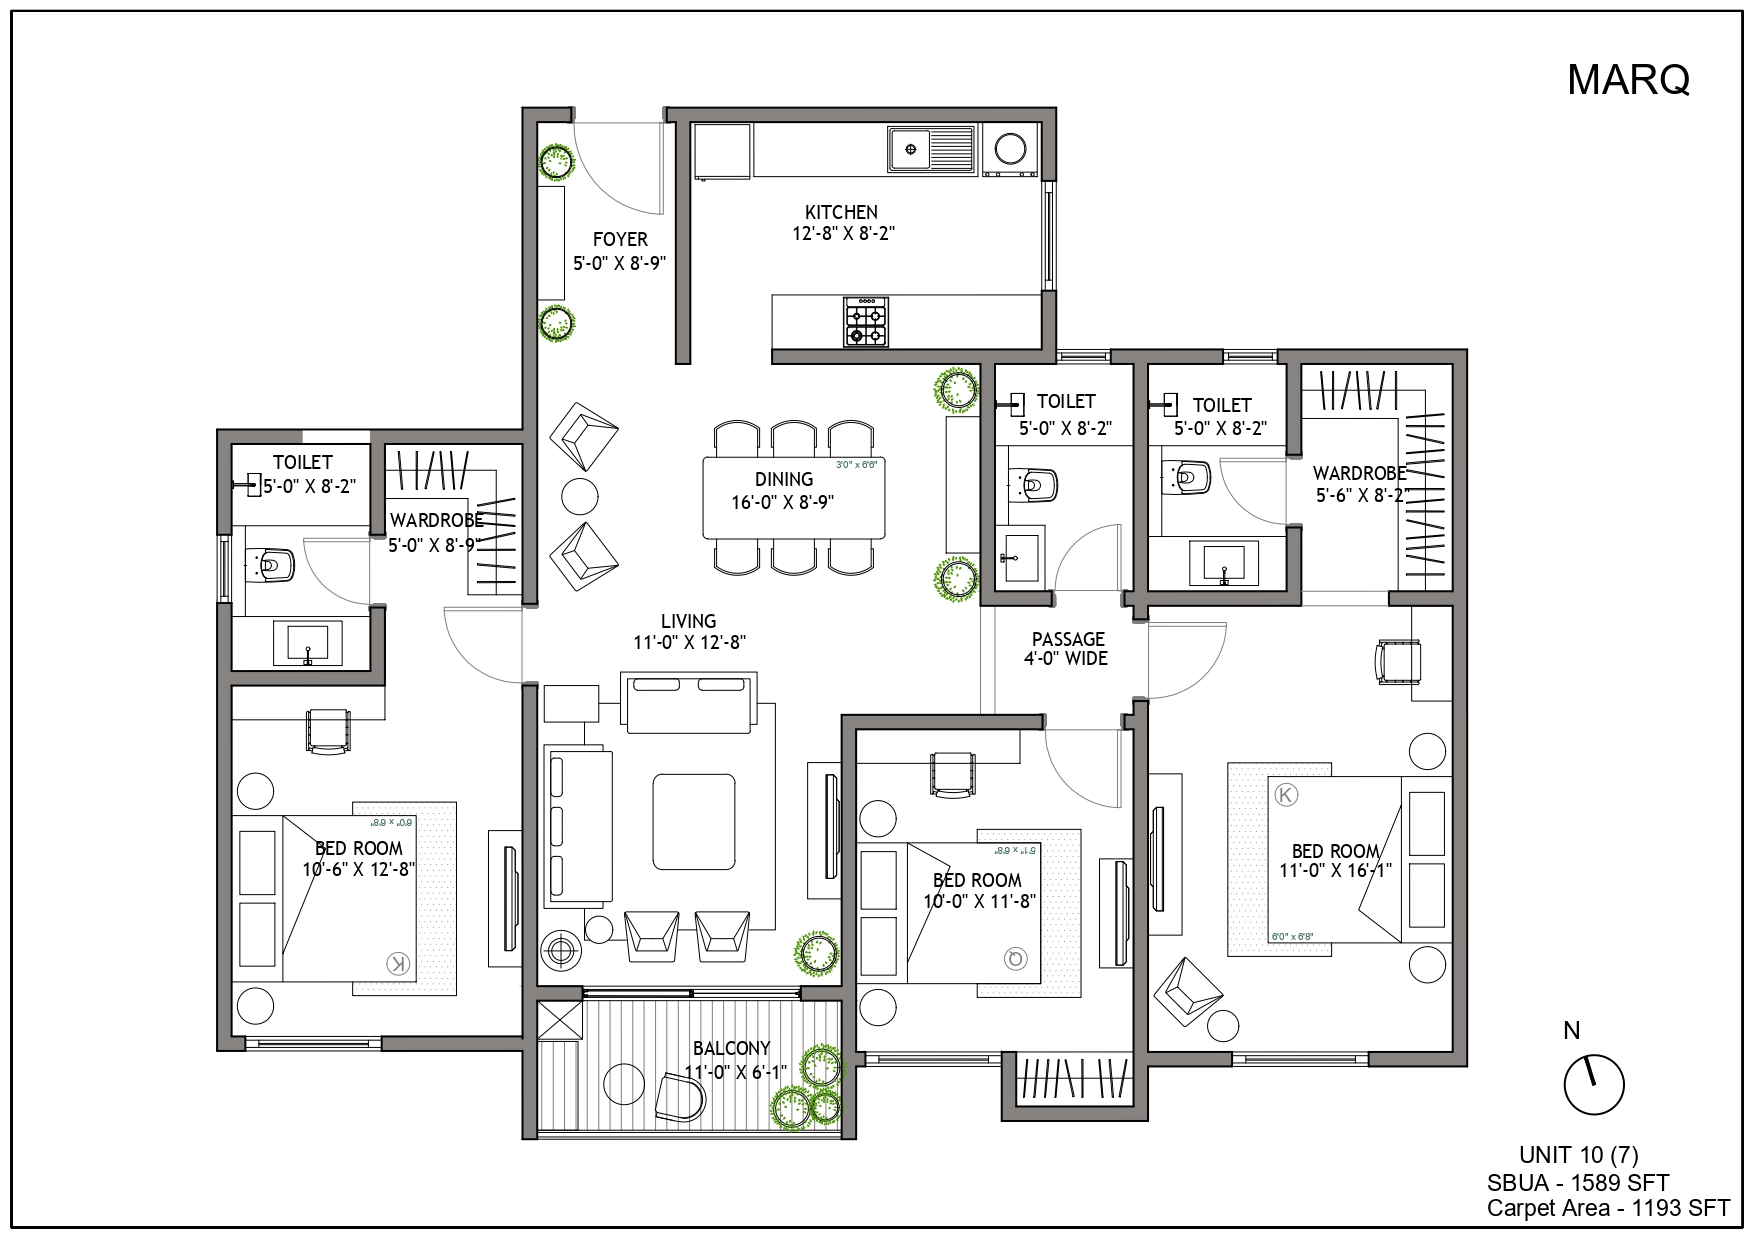 MARQ
KITCHEN
12'-8" X 8'-2"
FOYER
5'-0" X 8'-9"
TOILET
5'-0" X 8'-2"
TOILET
5'-0" X 8'-2"
TOILET
5'-0" X 8'-2"
WARDROBE
5'-0" X 8'-9"
3'0" x 6'6"
DINING
16'-0" X 8'-9"
WARDROBE
5'-6" X 8'-2"
LIVING
11'-0" X 12'-8"
PASSAGE
4'-0" WIDE
6'0" x 6'8"
BED ROOM
10'-6" X 12'-8"
K
5'1" x 6'8"
BED ROOM
10'-0" X 11'-8"
Q
K
BED ROOM
11'-0" X 16'-1"
6'0" x 6'8"
BALCONY
11'-0" X 6'-1"
N
UNIT 10 (7)
SBUA - 1589 SFT
Carpet Area - 1193 SFT